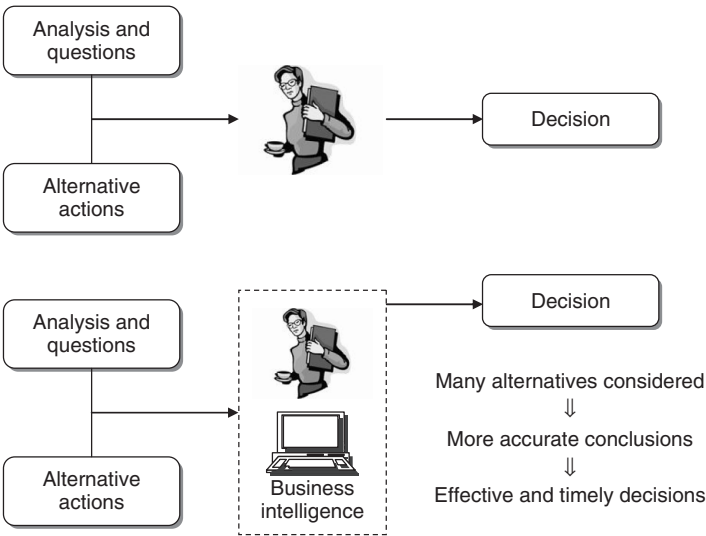 Analysis and
questions
Decision
Alternative
actions
Analysis and
questions
Decision
Many alternatives considered
⇓
More accurate conclusions
⇓
Effective and timely decisions
Alternative
actions
Business
intelligence